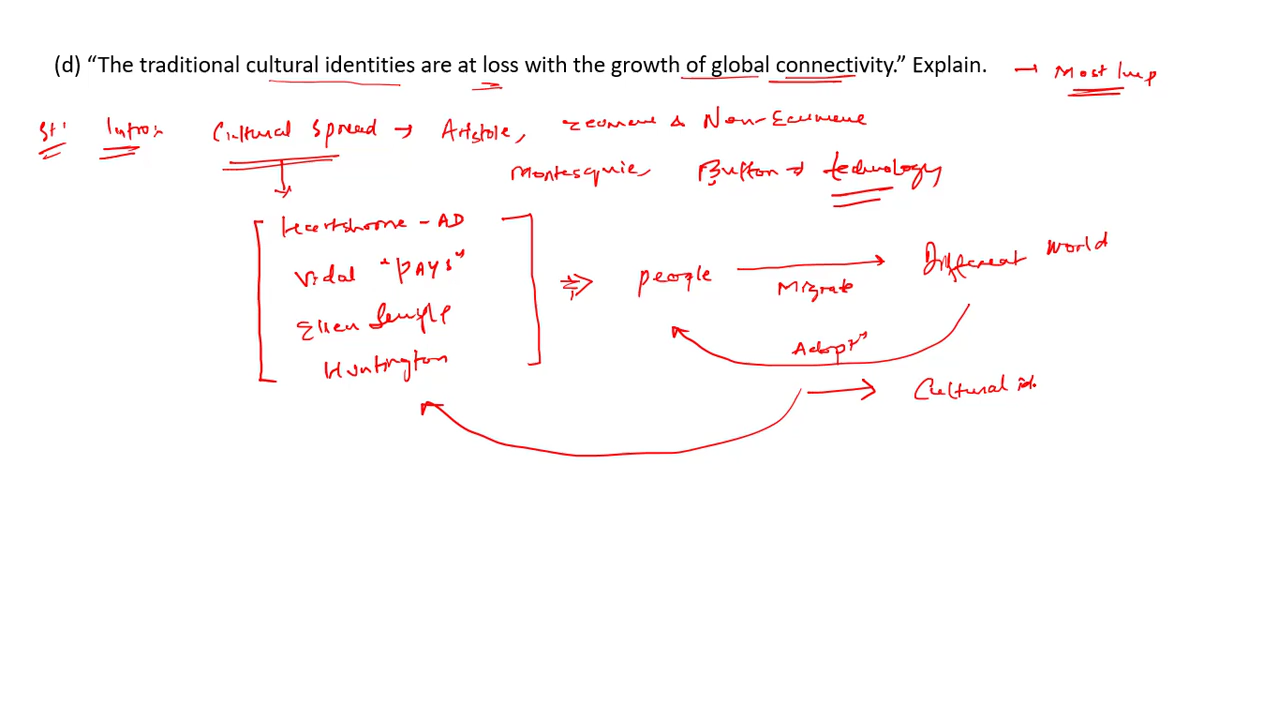 (d) “The traditional cultural identities are at loss with the growth of global connectivity.” Explain. → Most Imp
St: Intro: Cultural Spread → Aristole, Ecumene & Non-Ecumene
Montesquie, Buffon → technology
Heartshorne - AD
Vidal "PAYS"
Ellen Semple
Huntington
⇒ people Migrate Different world
Adopt"
→ Cultural id.